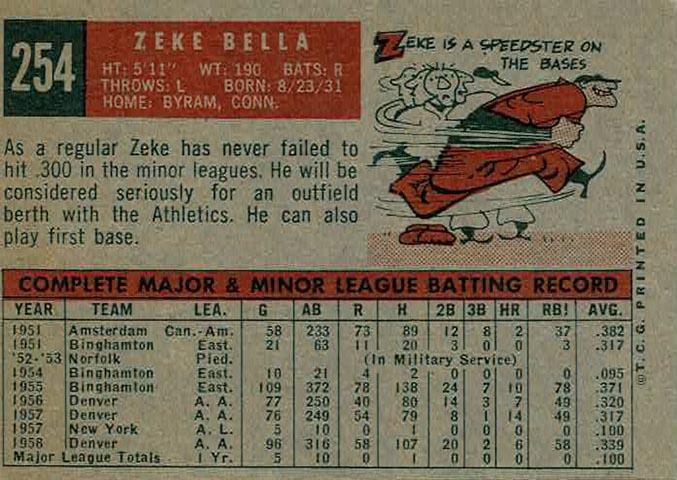 254
ZEKE BELLA
HT: 5'11" WT: 190 BATS: R
THROWS: L BORN: 8/23/31
HOME: BYRAM, CONN.
ZEKE IS A SPEEDSTER ON
THE BASES
As a regular Zeke has never failed to
hit .300 in the minor leagues. He will be
considered seriously for an outfield
berth with the Athletics. He can also
play first base.
COMPLETE MAJOR & MINOR LEAGUE BATTING RECORD
YEAR TEAM LEA. G AB R H 2B 3B HR RBI AVG.
1951 Amsterdam Can.-Am. 58 233 73 89 12 8 2 37 .382
1951 Binghamton East. 21 63 11 20 3 0 0 3 .317
'52-'53 Norfolk Pied. (In Military Service)
1954 Binghamton East. 10 21 4 2 0 0 0 0 .095
1955 Binghamton East. 109 372 78 138 24 7 10 78 .371
1956 Denver A. A. 77 250 40 80 14 3 7 49 .320
1957 Denver A. A. 76 249 54 79 8 1 14 49 .317
1957 New York A. L. 5 10 0 1 0 0 0 0 .100
1958 Denver A. A. 96 316 58 107 20 2 6 58 .339
Major League Totals 1 Yr. 5 10 0 1 0 0 0 0 .100
©T.C.G. PRINTED IN U.S.A.